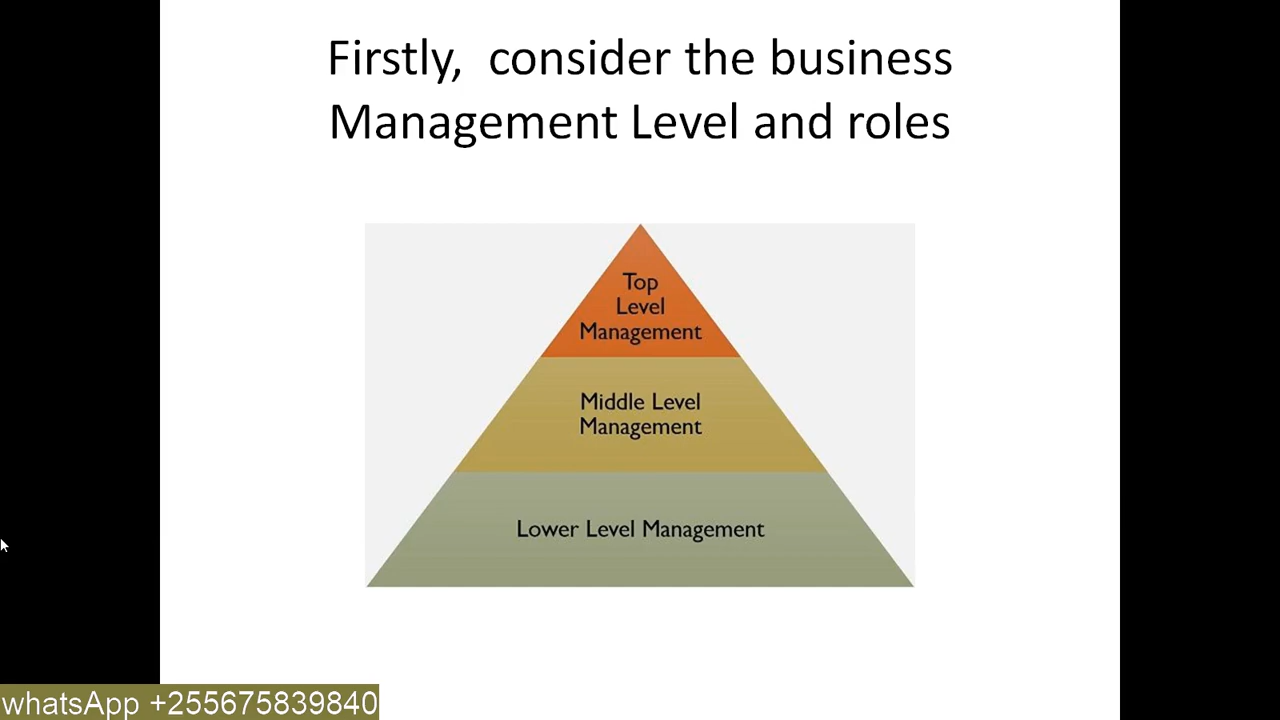 Firstly,  consider the business
Management Level and roles
Top
Level
Management
Middle Level
Management
Lower Level Management
whatsApp +255675839840